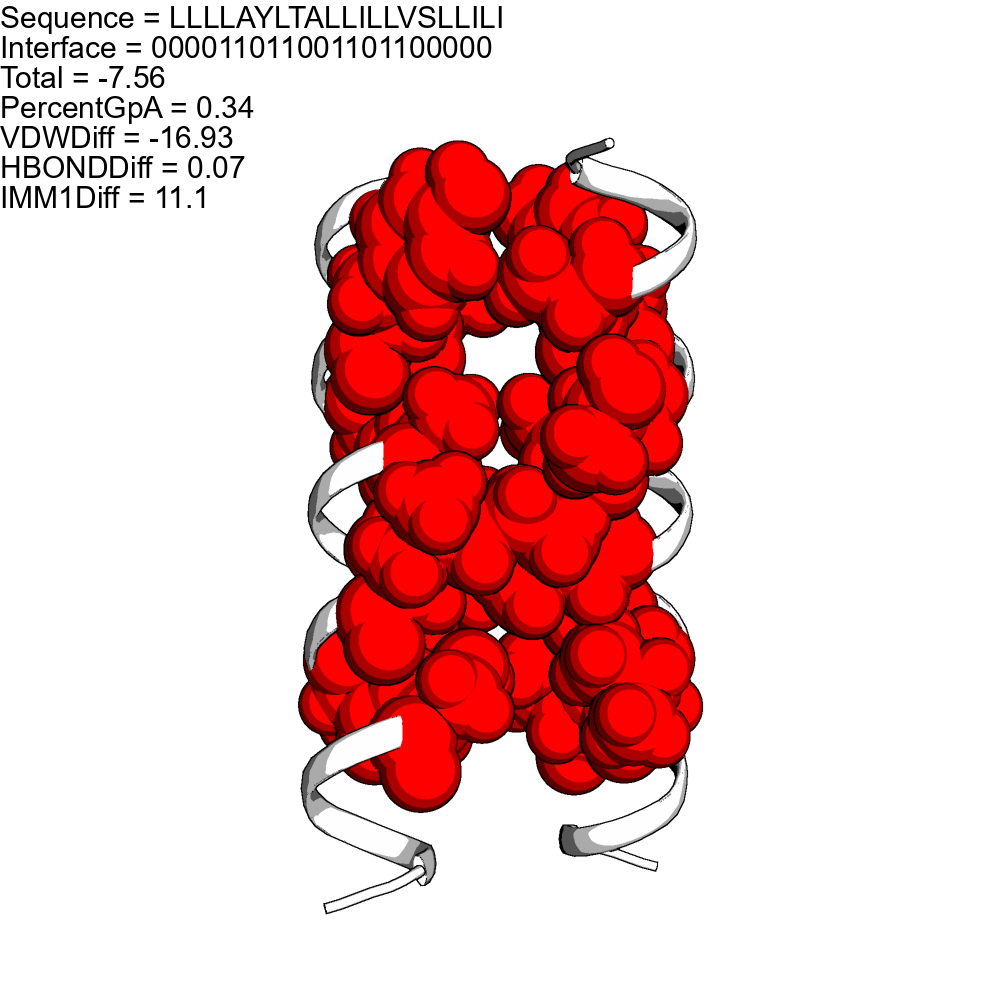 Sequence = LLLLAYLTALLILLVSLLILI
Interface = 000011011001101100000
Total = -7.56
PercentGpA = 0.34
VDWDiff = -16.93
HBONDDiff = 0.07
IMM1Diff = 11.1